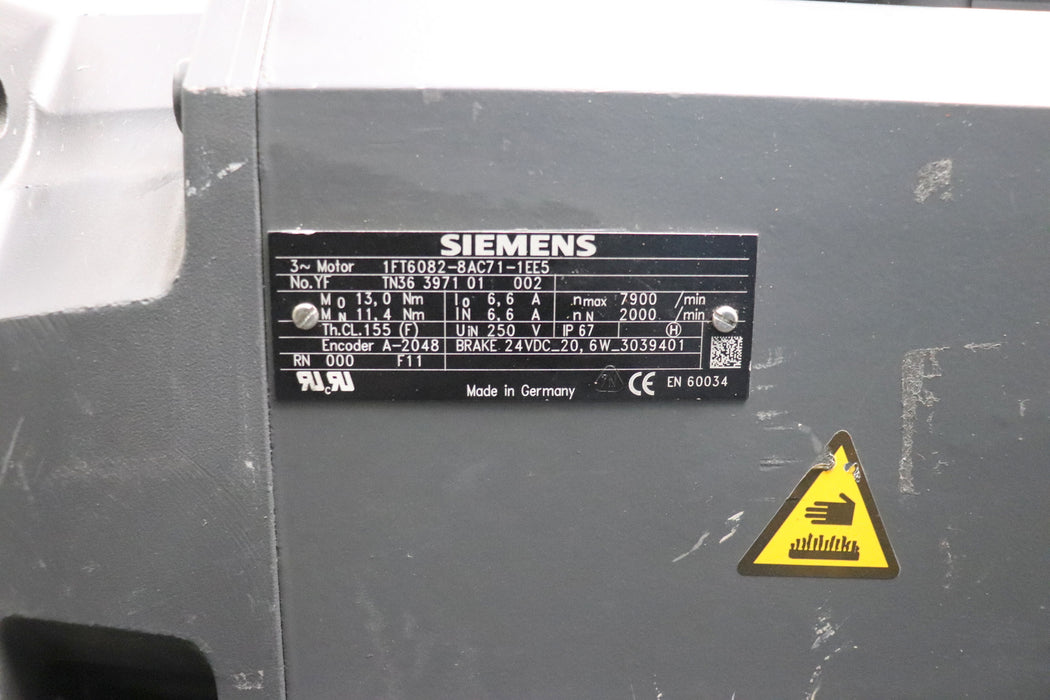 SIEMENS
3~ Motor 1FT6082-8AC71-1EE5
No.YF TN36 3971 01 002
M0 13,0 Nm I0 6,6 A nmax 7900 /min
MN 11,4 Nm IN 6,6 A nN 2000 /min
Th.CL.155 (F) UIN 250 V IP 67 H
Encoder A-2048 BRAKE 24VDC_20,6W_3039401
RN 000 F11
RU cRU
Made in Germany CE EN 60034